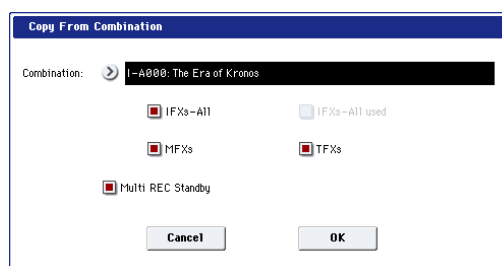 Copy From Combination
Combination: I-A000: The Era of Kronos
IFXs-All IFXs-All used
MFXs TFXs
Multi REC Standby
Cancel OK